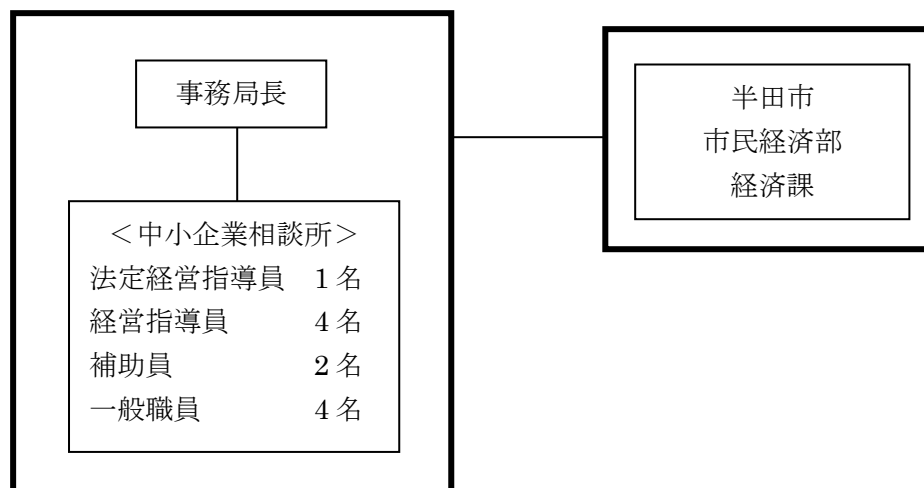 事務局長
＜中小企業相談所＞
法定経営指導員 1名
経営指導員 4名
補助員 2名
一般職員 4名
半田市
市民経済部
経済課